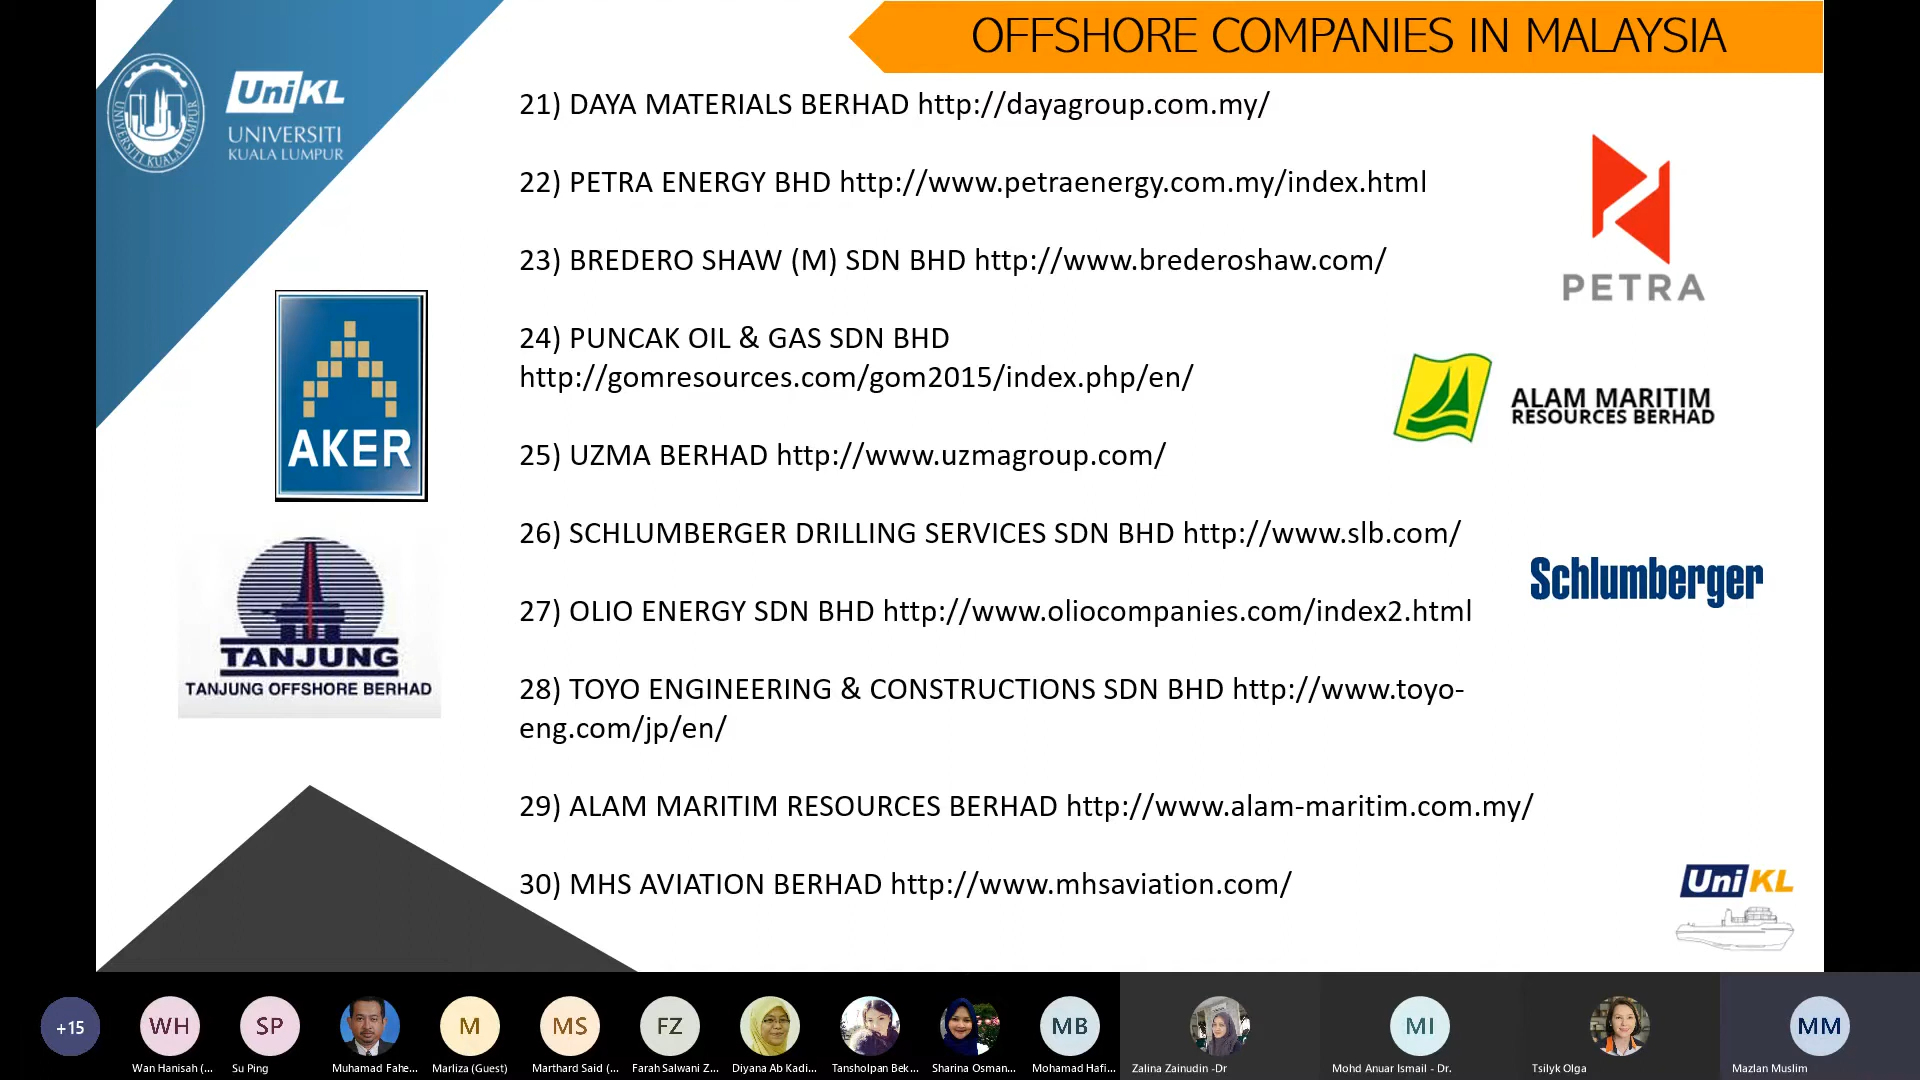 OFFSHORE COMPANIES IN MALAYSIA
UNIVERSITI KUALA LUMPUR
UniKL
UNIVERSITI
KUALA LUMPUR
21) DAYA MATERIALS BERHAD http://dayagroup.com.my/
22) PETRA ENERGY BHD http://www.petraenergy.com.my/index.html
23) BREDERO SHAW (M) SDN BHD http://www.brederoshaw.com/
24) PUNCAK OIL & GAS SDN BHD
http://gomresources.com/gom2015/index.php/en/
25) UZMA BERHAD http://www.uzmagroup.com/
26) SCHLUMBERGER DRILLING SERVICES SDN BHD http://www.slb.com/
27) OLIO ENERGY SDN BHD http://www.oliocompanies.com/index2.html
28) TOYO ENGINEERING & CONSTRUCTIONS SDN BHD http://www.toyo-
eng.com/jp/en/
29) ALAM MARITIM RESOURCES BERHAD http://www.alam-maritim.com.my/
30) MHS AVIATION BERHAD http://www.mhsaviation.com/
AKER
TANJUNG
TANJUNG OFFSHORE BERHAD
PETRA
ALAM MARITIM
RESOURCES BERHAD
Schlumberger
UniKL
+15
WH
SP
M
MS
FZ
MB
MI
MM
Wan Hanisah (...
Su Ping
Muhamad Fahe...
Marliza (Guest)
Marthard Said (...
Farah Salwani Z...
Diyana Ab Kadi...
Tansholpan Bek...
Sharina Osman...
Mohamad Hafi...
Zalina Zainudin -Dr
Mohd Anuar Ismail - Dr.
Tsilyk Olga
Mazlan Muslim